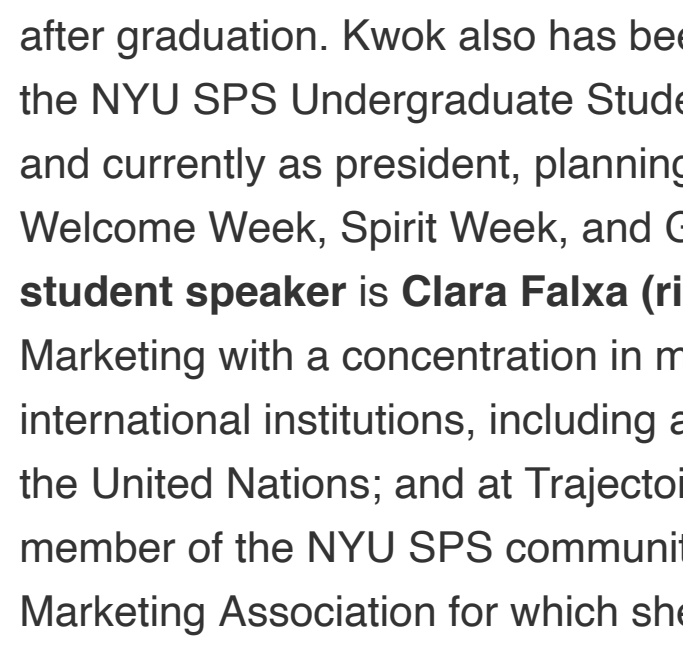 after graduation. Kwok also has bee
the NYU SPS Undergraduate Stude
and currently as president, planning
Welcome Week, Spirit Week, and G
student speaker is Clara Falxa (ri
Marketing with a concentration in m
international institutions, including a
the United Nations; and at Trajectoi
member of the NYU SPS communit
Marketing Association for which she